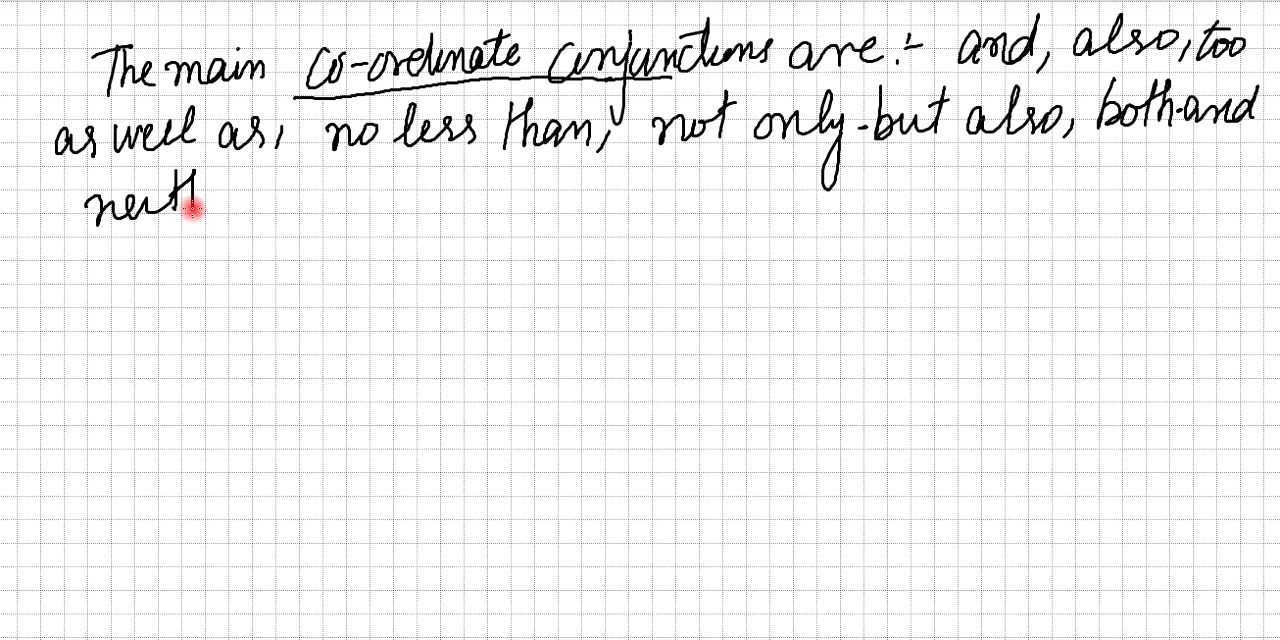 The main co-ordinate conjunctions are :- and, also, too
as well as, no less than, not only-but also, both-and
neith